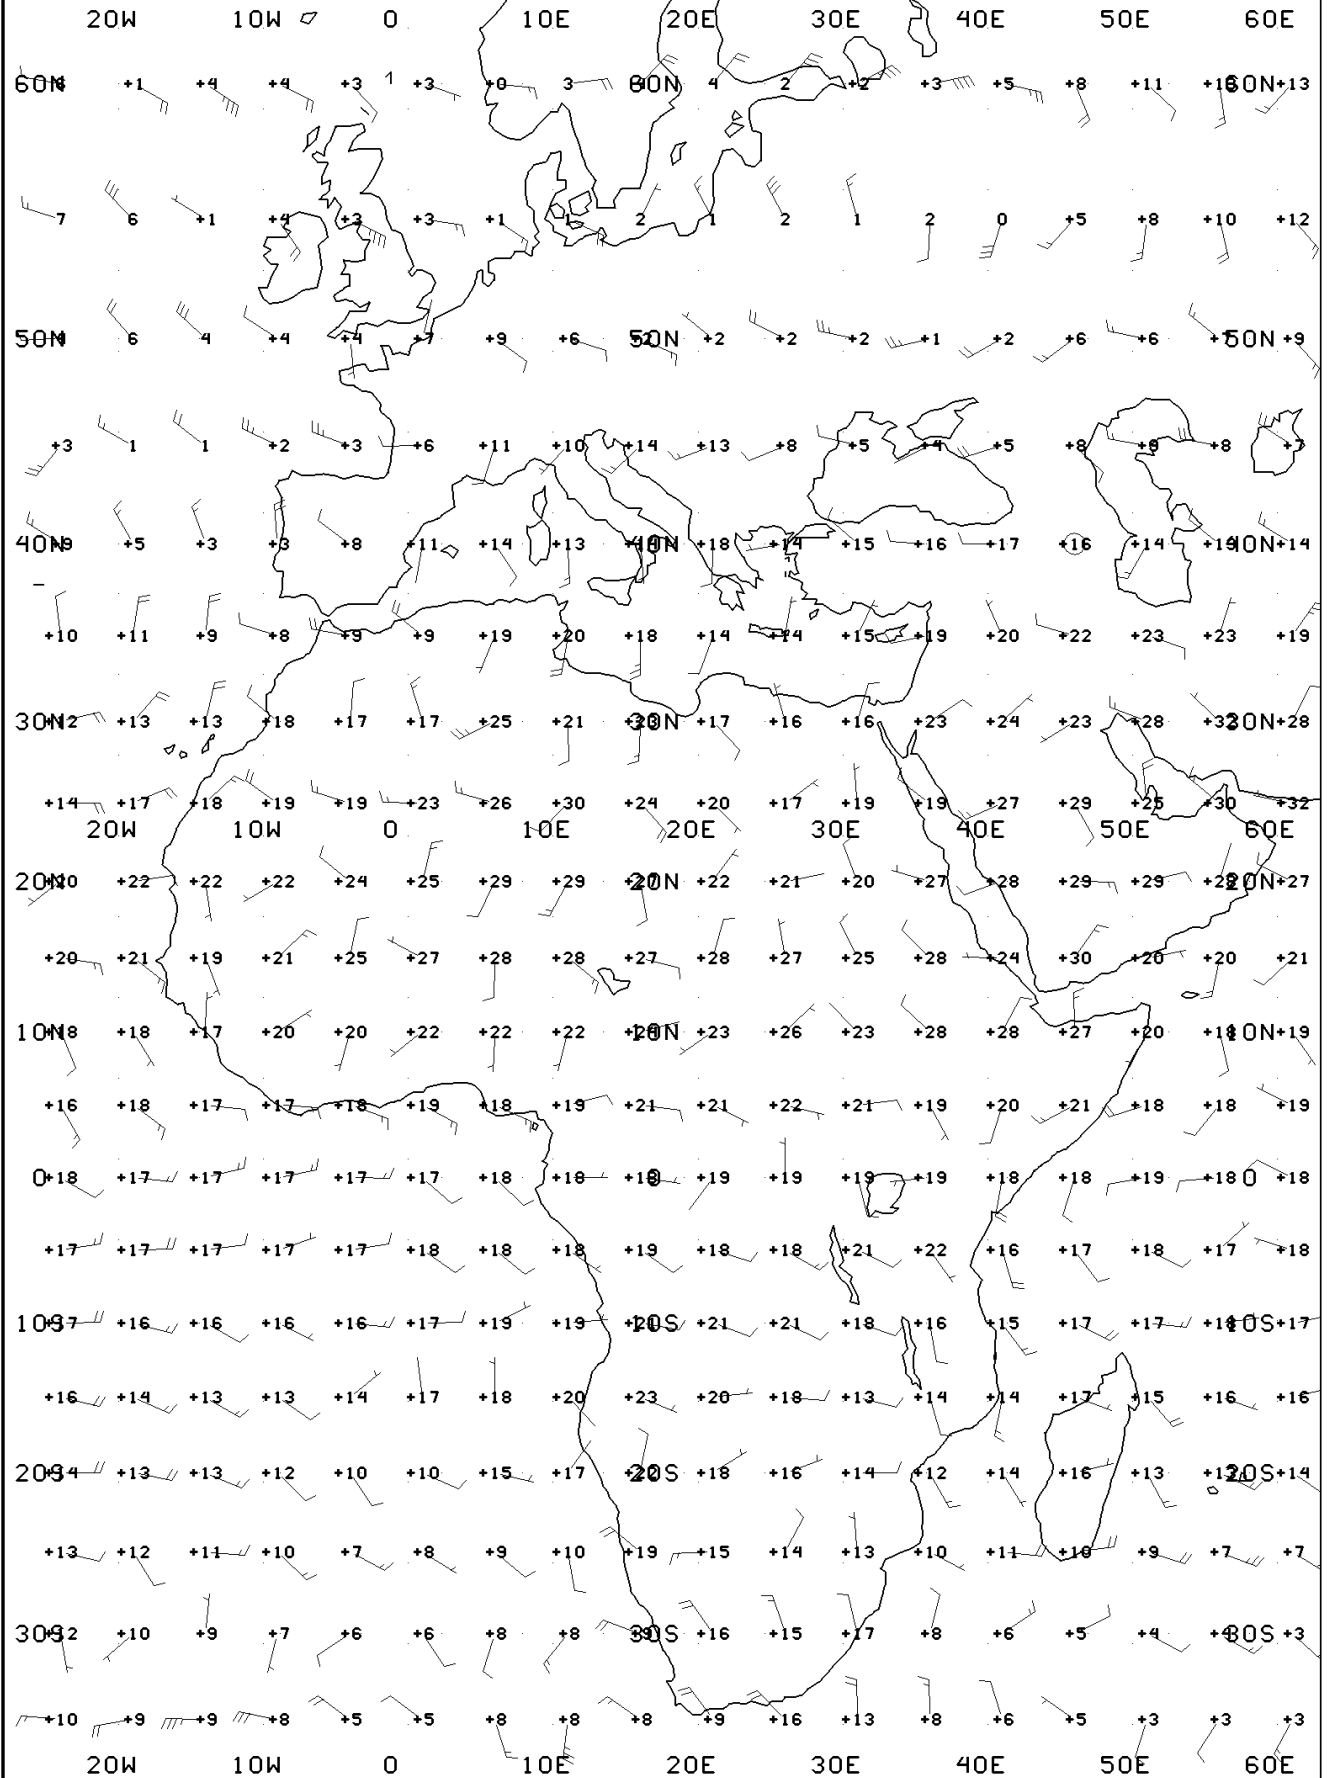 20W 10W 0 10E 20E 30E 40E 50E 60E
60N +1 +4 +4 +3 1 +3 +0 3 60N 4 2 +2 +3 +5 +8 +11 60N +13
7 6 +1 +4 +3 +3 +1 1 2 1 2 1 2 0 +5 +8 +10 +12
50N 6 4 +4 +4 +7 +9 +6 50N +2 +2 +2 +1 +2 +6 +6 50N +9
+3 1 1 +2 +3 +6 +11 +10 +14 +13 +8 +5 +4 +5 +8 +9 +8 +7
40N +5 +3 +3 +8 +11 +14 +13 40N +18 +14 +15 +16 +17 +16 +14 40N +14
+10 +11 +9 +8 +9 +9 +19 +20 +18 +14 +14 +15 +19 +20 +22 +23 +23 +19
30N +13 +13 +18 +17 +17 +25 +21 30N +17 +16 +16 +23 +24 +23 +28 30N +28
+14 +17 +18 +19 +19 +23 +26 +30 +24 +20 +17 +19 +19 +27 +29 +25 +30 +32
20W 10W 0 10E 20E 30E 40E 50E 60E
20N +22 +22 +22 +24 +25 +29 +29 20N +22 +21 +20 +27 +28 +29 +29 20N +27
+20 +21 +19 +21 +25 +27 +28 +28 +27 +28 +27 +25 +28 +24 +30 +20 +20 +21
10N +18 +17 +20 +20 +22 +22 +22 10N +23 +26 +23 +28 +28 +27 +20 10N +19
+16 +18 +17 +17 +18 +19 +18 +19 +21 +21 +22 +21 +19 +20 +21 +18 +18 +19
0 +18 +17 +17 +17 +17 +17 +18 +18 0 +19 +19 +19 +19 +18 +18 +19 +18 0 +18
+17 +17 +17 +17 +17 +18 +18 +18 +19 +18 +18 +21 +22 +16 +17 +18 +17 +18
10S +16 +16 +16 +16 +17 +19 +19 10S +21 +21 +18 +16 +15 +17 +17 10S +17
+16 +14 +13 +13 +14 +17 +18 +20 +23 +20 +18 +13 +14 +14 +17 +15 +16 +16
20S +13 +13 +12 +10 +10 +15 +17 20S +18 +16 +14 +12 +14 +16 +13 20S +14
+13 +12 +11 +10 +7 +8 +9 +10 +19 +15 +14 +13 +10 +11 +10 +9 +7 +7
30S +10 +9 +7 +6 +6 +8 +8 30S +16 +15 +17 +8 +6 +5 +4 30S +3
+10 +9 +9 +8 +5 +5 +8 +8 +8 +9 +16 +13 +8 +6 +5 +3 +3 +3
20W 10W 0 10E 20E 30E 40E 50E 60E